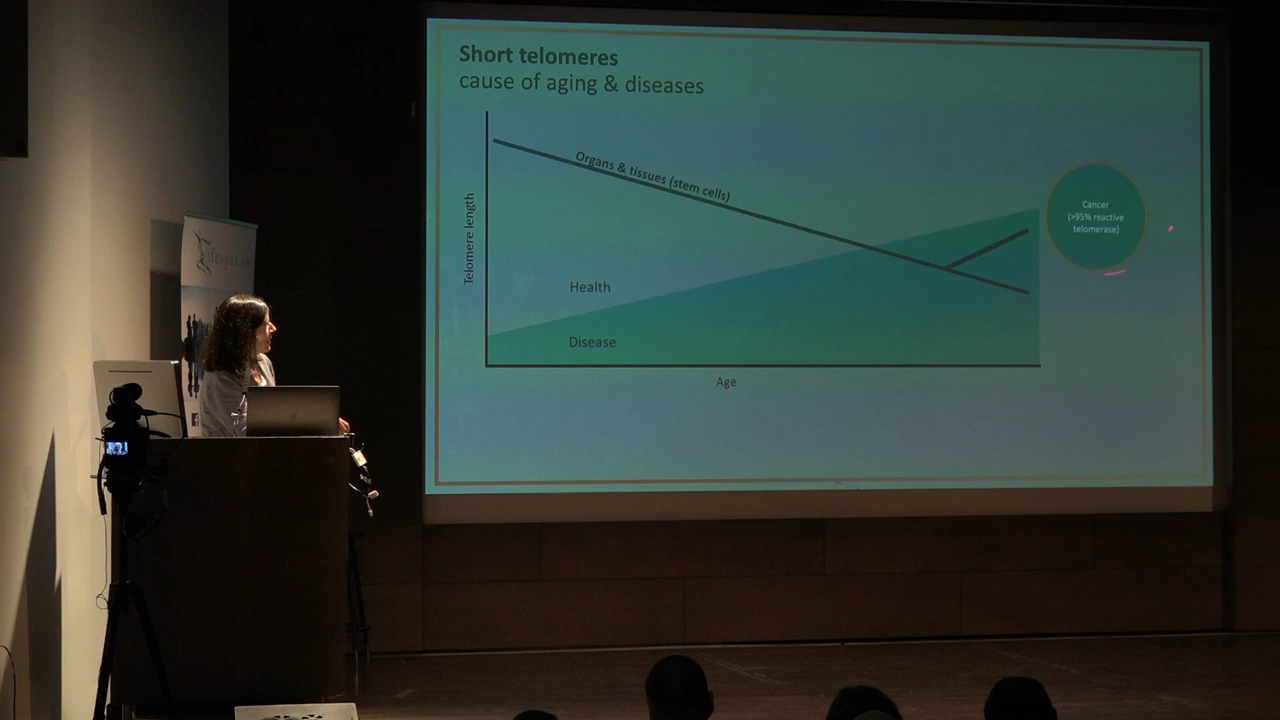 Short telomeres
cause of aging & diseases
Organs & tissues (stem cells)
Telomere length
Health
Disease
Age
Cancer
(>95% reactive
telomerase)